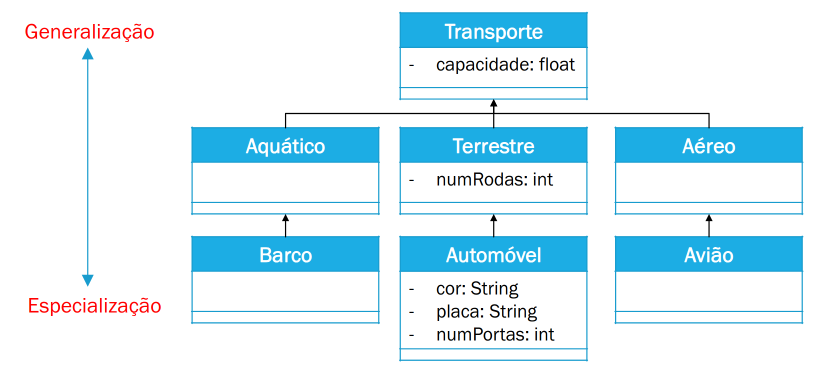 Generalização
Transporte
- capacidade: float
Aquático
Terrestre
Aéreo
- numRodas: int
Barco
Automóvel
Avião
Especialização
- cor: String
- placa: String
- numPortas: int